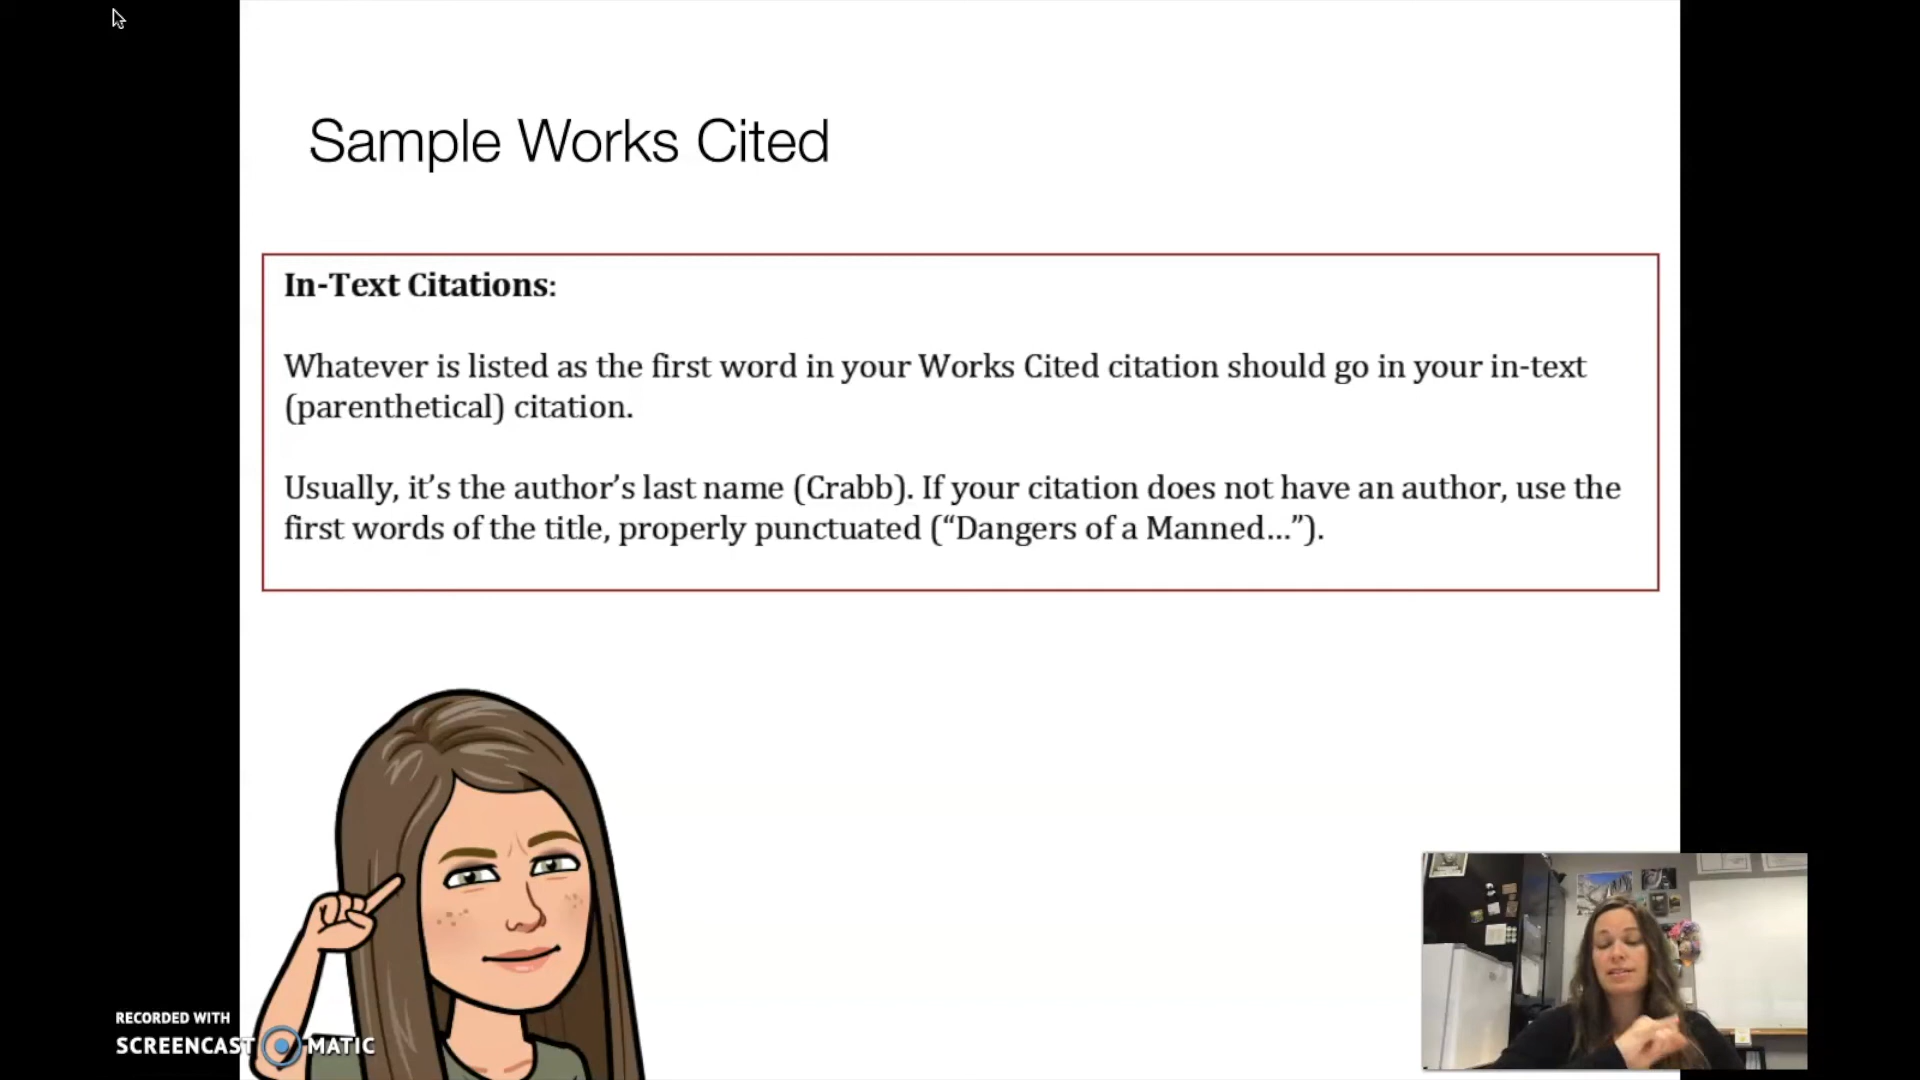 Sample Works Cited
In-Text Citations:
Whatever is listed as the first word in your Works Cited citation should go in your in-text
(parenthetical) citation.
Usually, it’s the author’s last name (Crabb). If your citation does not have an author, use the
first words of the title, properly punctuated (“Dangers of a Manned...”).
RECORDED WITH
SCREENCAST MATIC